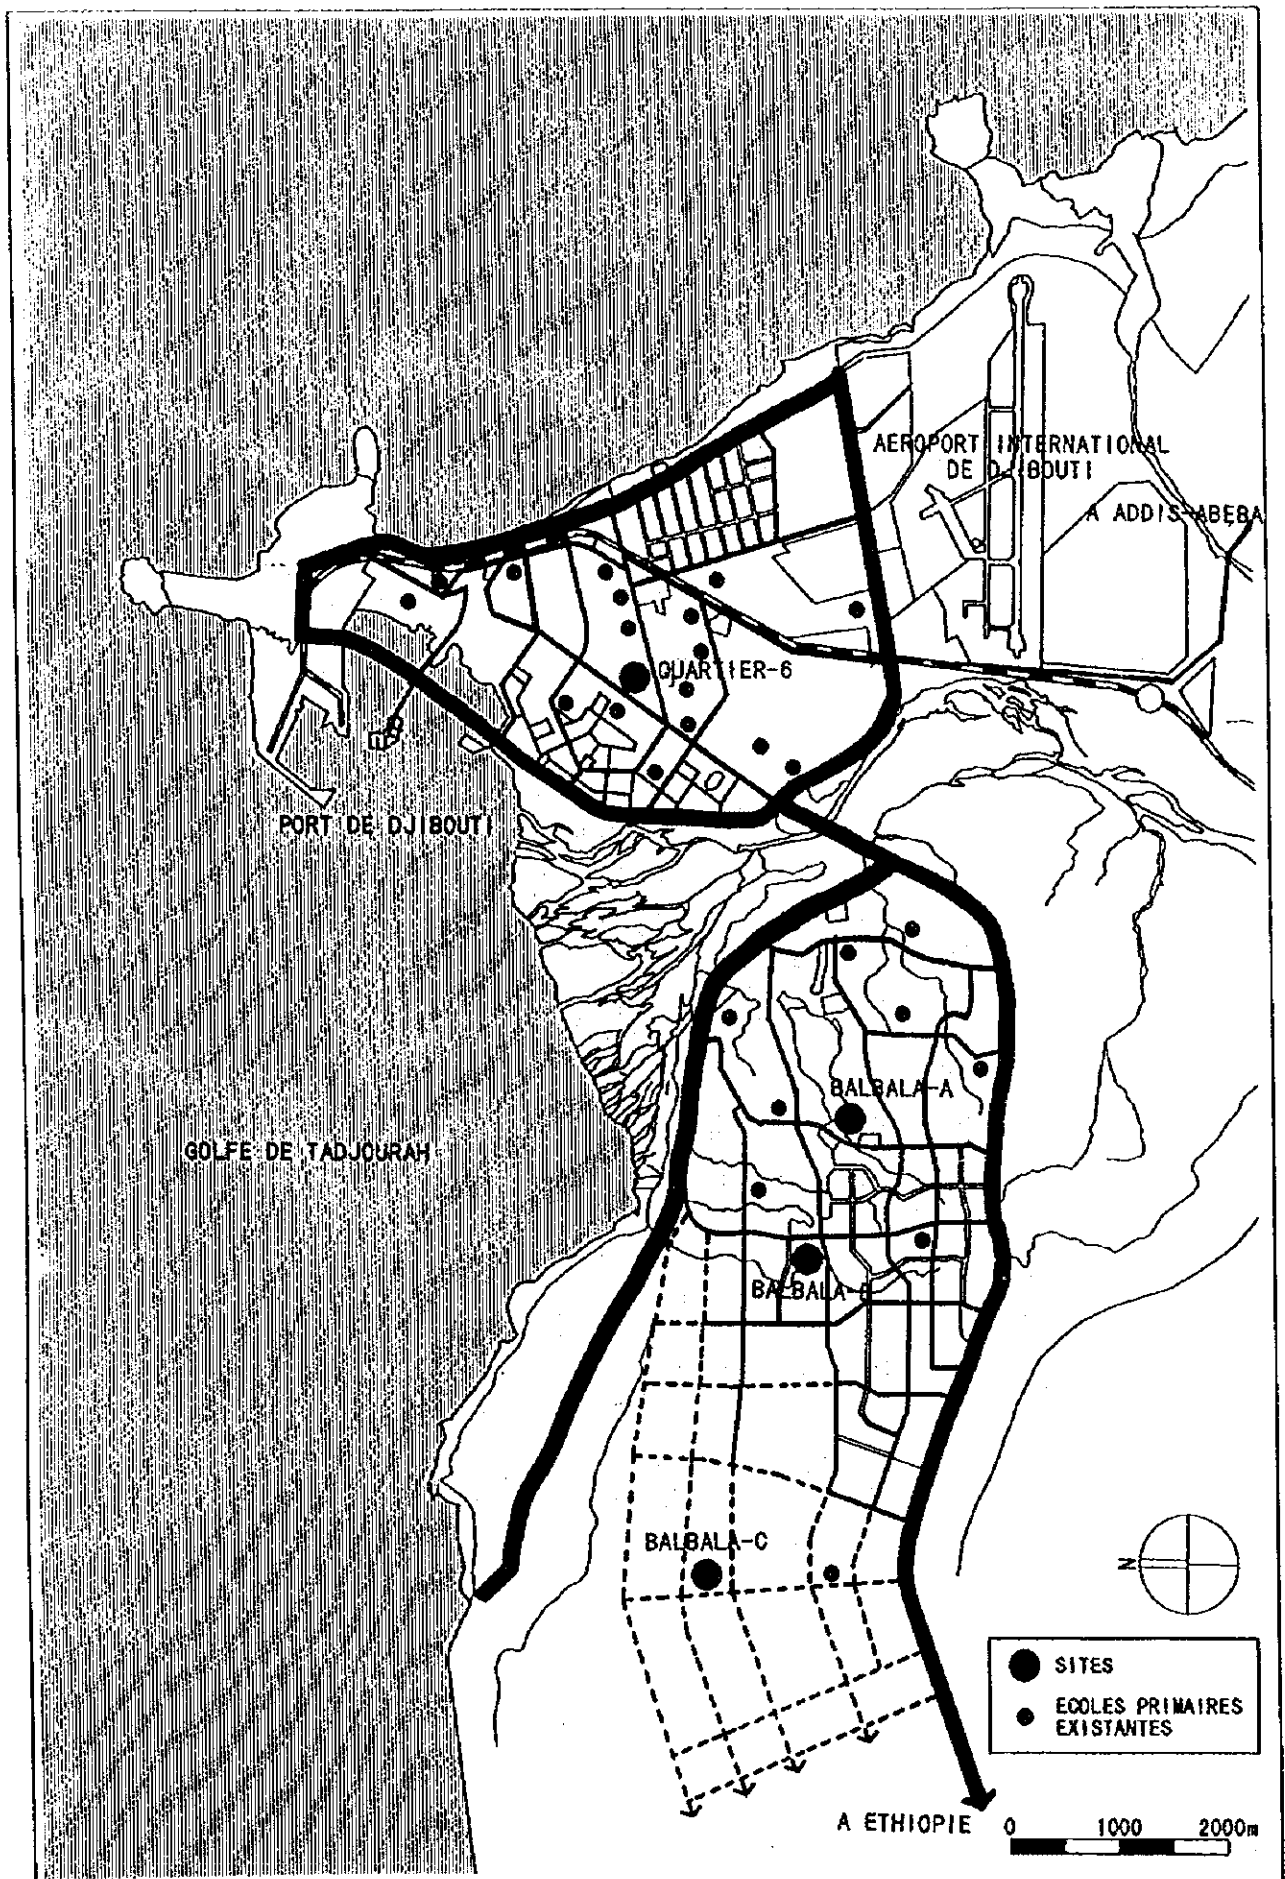 AEROPORT INTERNATIONAL
DE DJIBOUTI
A ADDIS-ABEBA
QUARTIER-6
PORT DE DJIBOUTI
BALBALA-A
GOLFE DE TADJOURAH
BALBALA-
BALBALA-C
N
SITES
ECOLES PRIMAIRES
EXISTANTES
A ETHIOPIE
0 1000 2000m